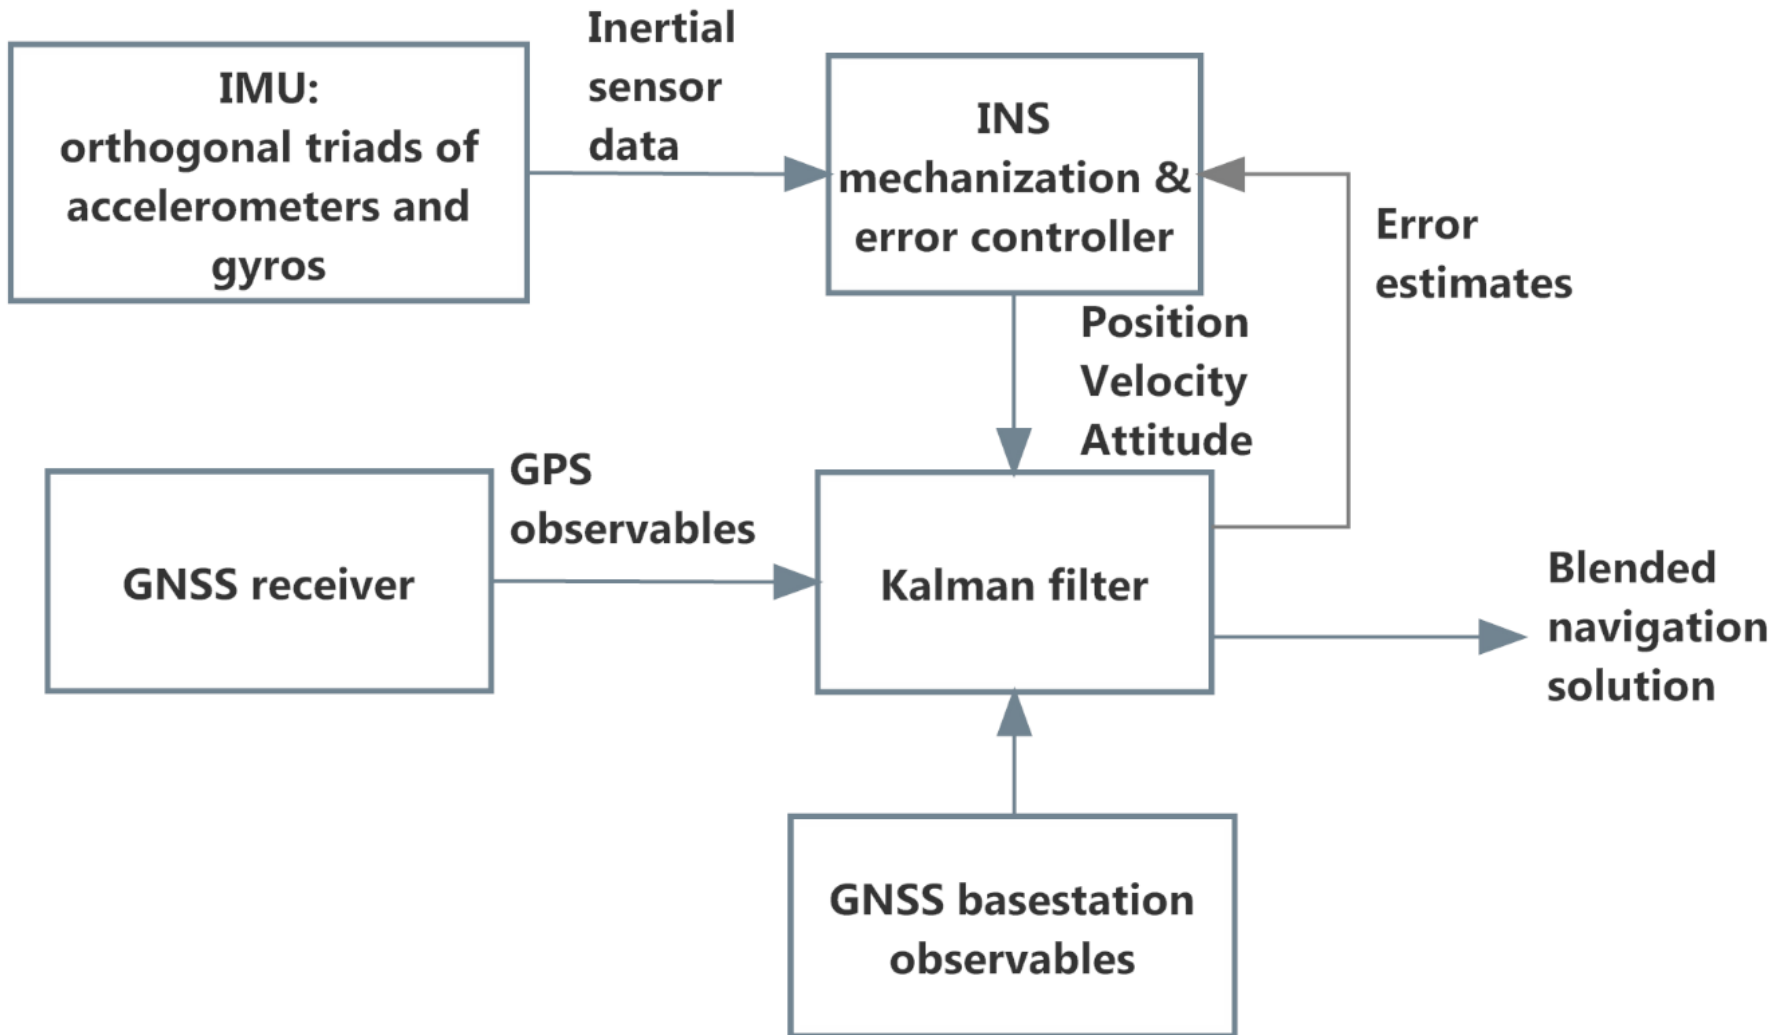 IMU:
orthogonal triads of
accelerometers and
gyros
Inertial
sensor
data
INS
mechanization &
error controller
Error
estimates
Position
Velocity
Attitude
GNSS receiver
GPS
observables
Kalman filter
Blended
navigation
solution
GNSS basestation
observables